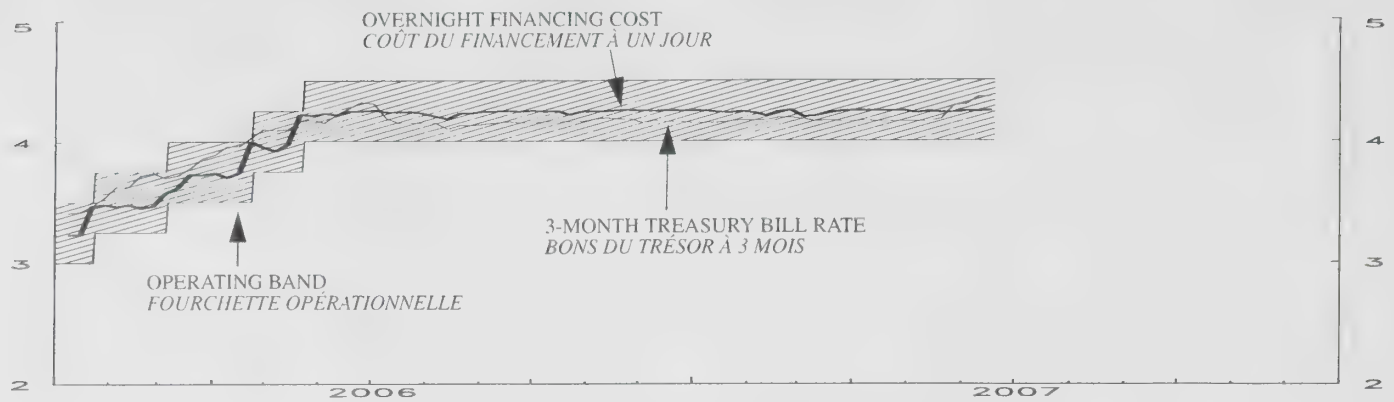 OVERNIGHT FINANCING COST
COÛT DU FINANCEMENT À UN JOUR
5
5
4
4
3-MONTH TREASURY BILL RATE
BONS DU TRÉSOR À 3 MOIS
3
3
OPERATING BAND
FOURCHETTE OPÉRATIONNELLE
2
2
2006
2007